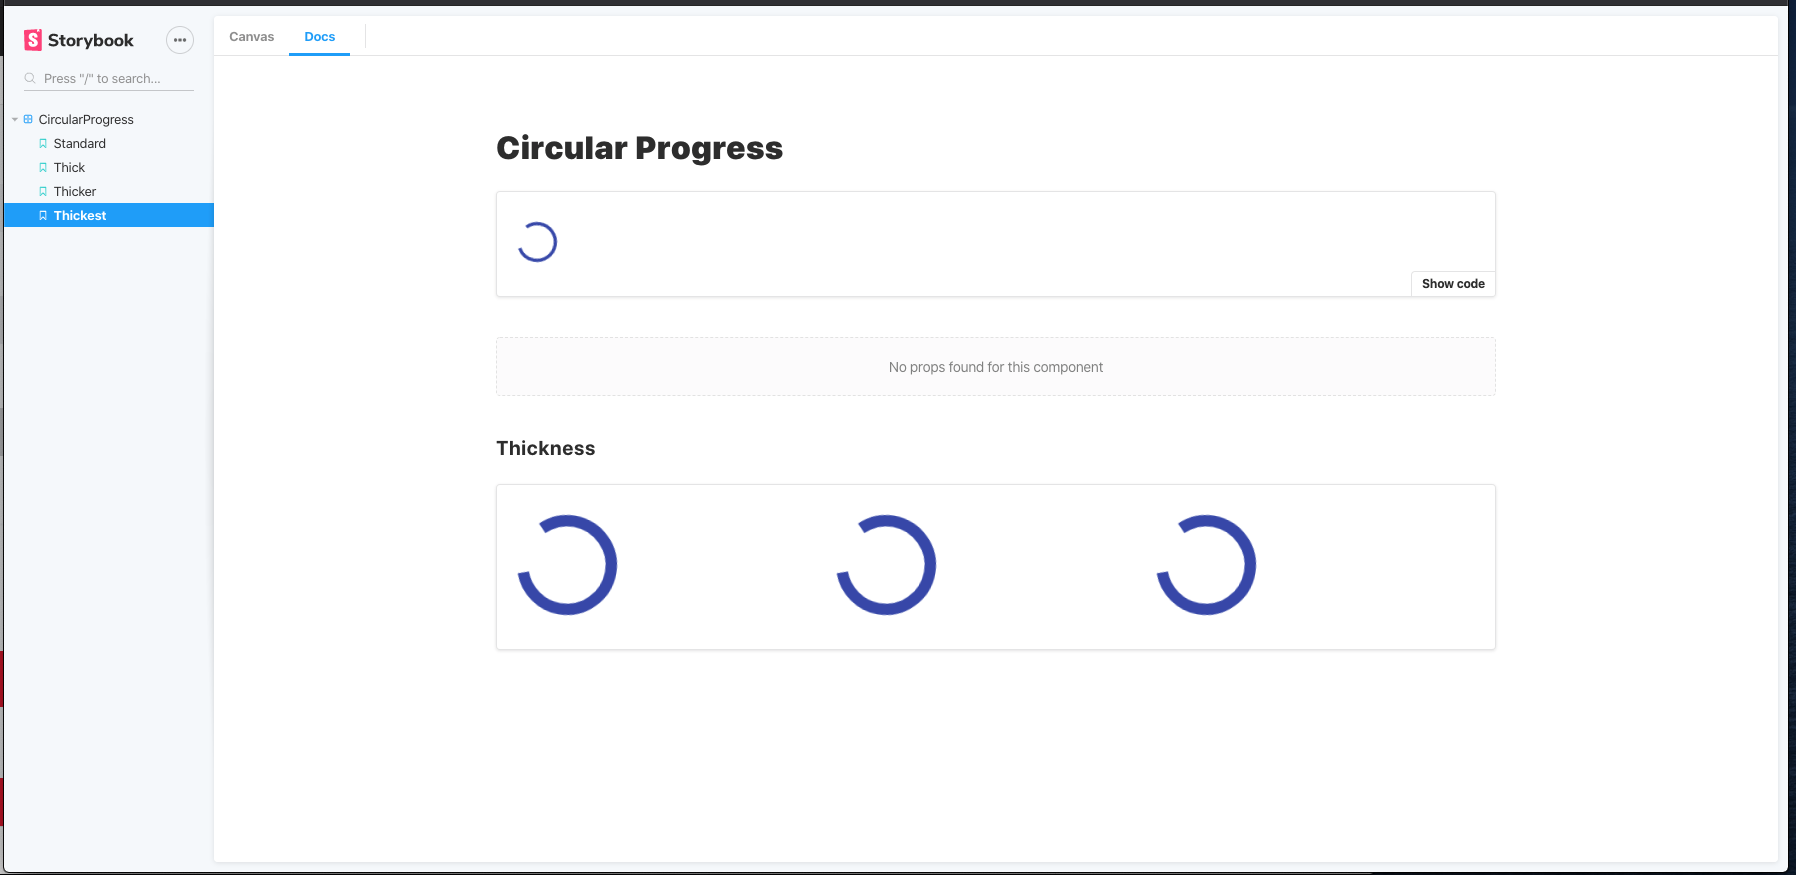 Storybook
Press "/" to search...
CircularProgress
Standard
Thick
Thicker
Thickest
Canvas
Docs
Circular Progress
Show code
No props found for this component
Thickness